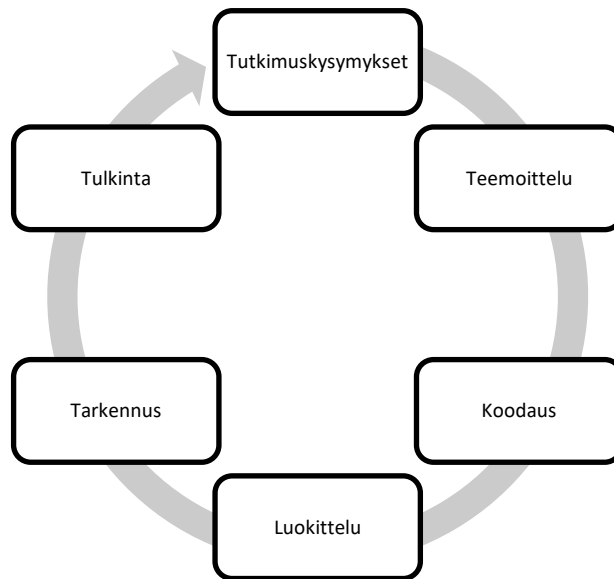 Tutkimuskysymykset
Teemoittelu
Koodaus
Luokittelu
Tarkennus
Tulkinta